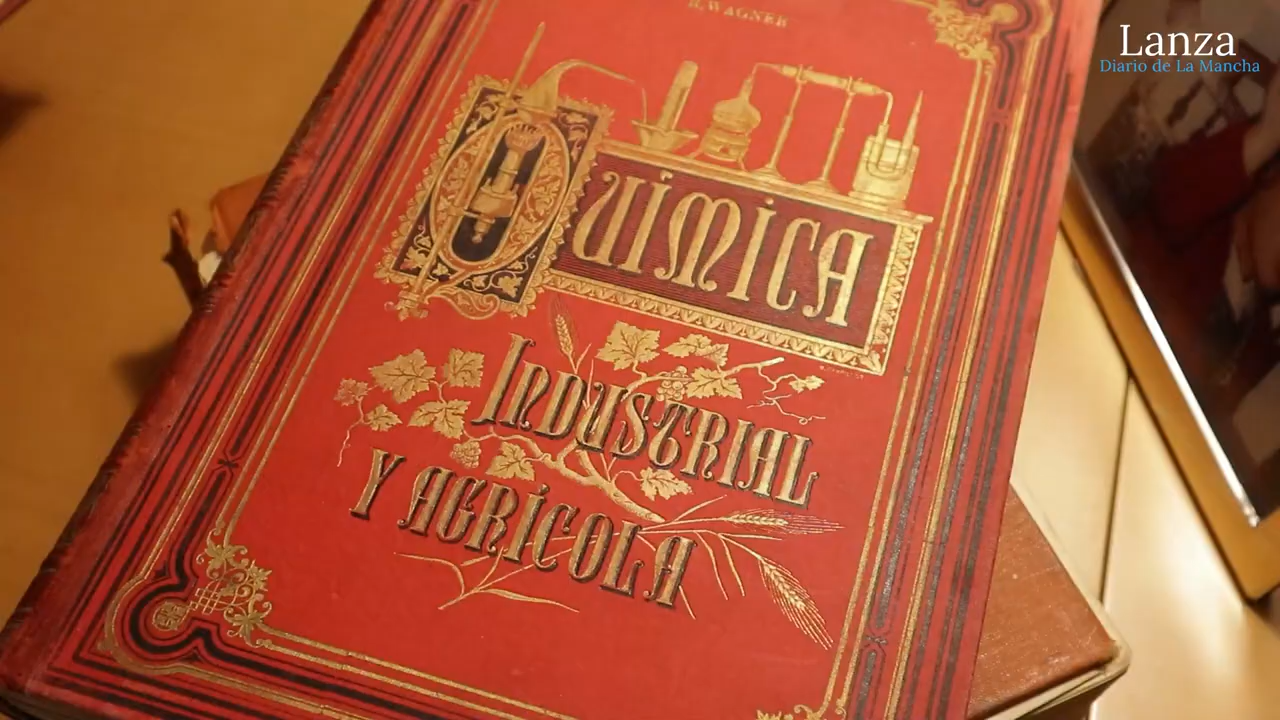 R. WAGNER
QUÍMICA
INDUSTRIAL
Y AGRÍCOLA
Lanza
Diario de La Mancha